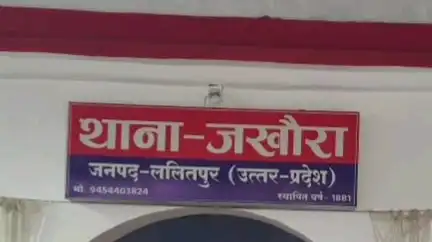 थाना-जखौरा
जनपद-ललितपुर (उत्तर-प्रदेश)
मो. 9454403824 स्थापित वर्ष- 1881